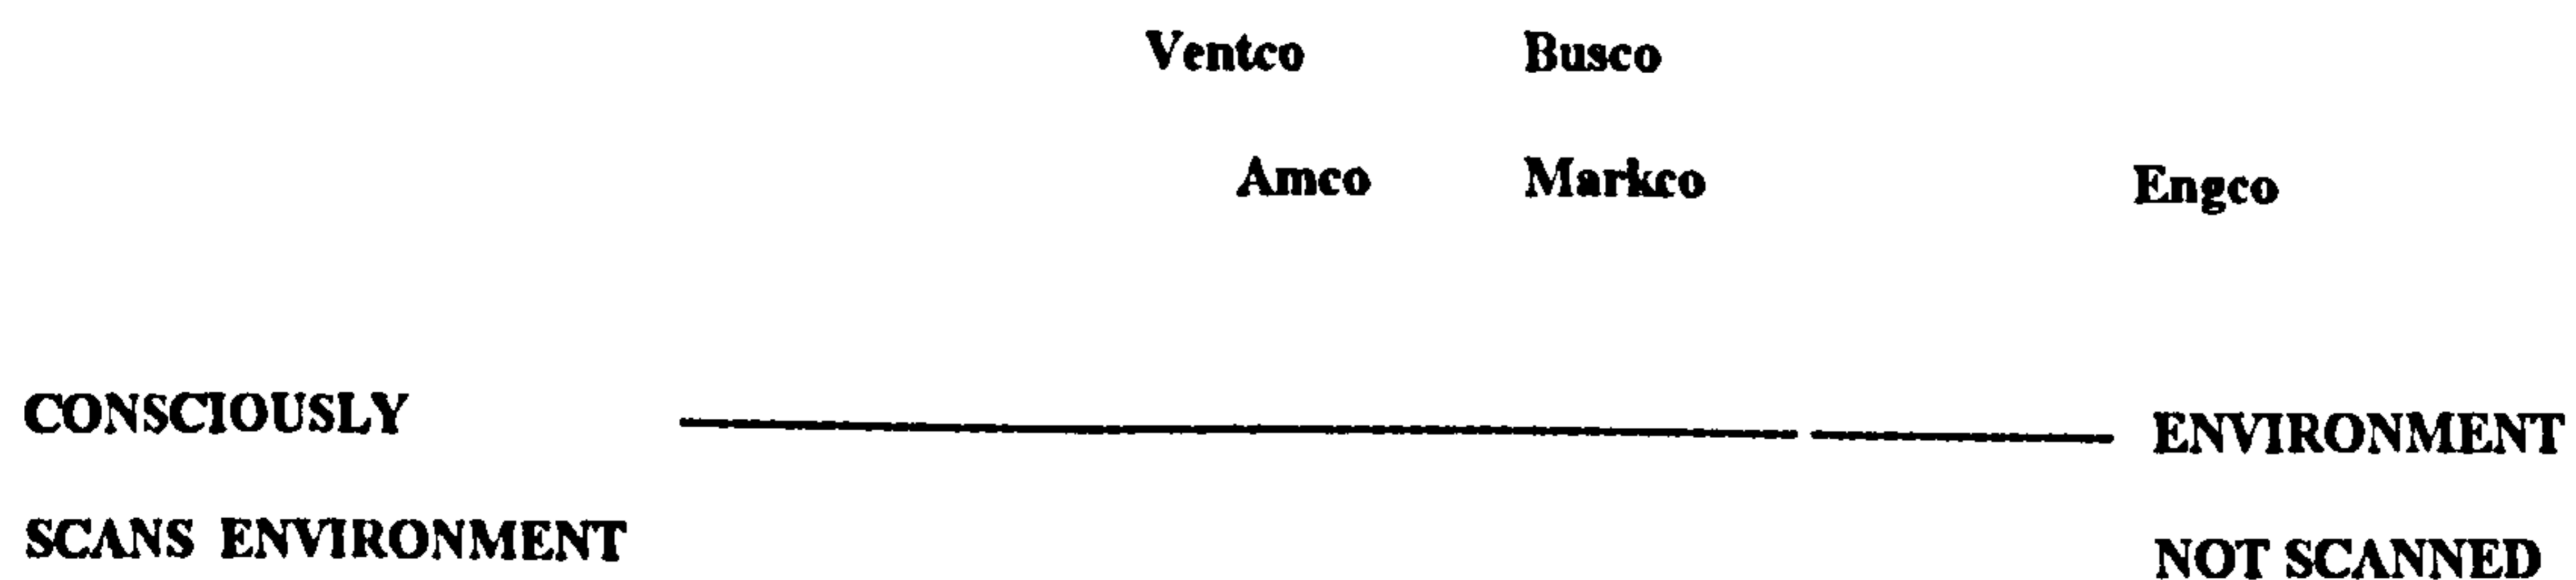 Ventco Busco
Amco Markco Engco
CONSCIOUSLY ENVIRONMENT
SCANS ENVIRONMENT NOT SCANNED